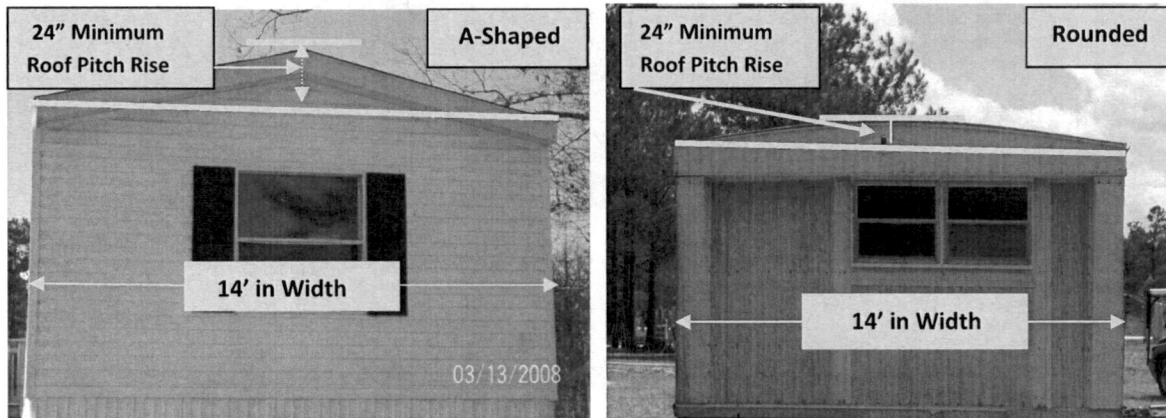 24” Minimum
Roof Pitch Rise
A-Shaped
14’ in Width
03/13/2008
24” Minimum
Roof Pitch Rise
Rounded
14’ in Width